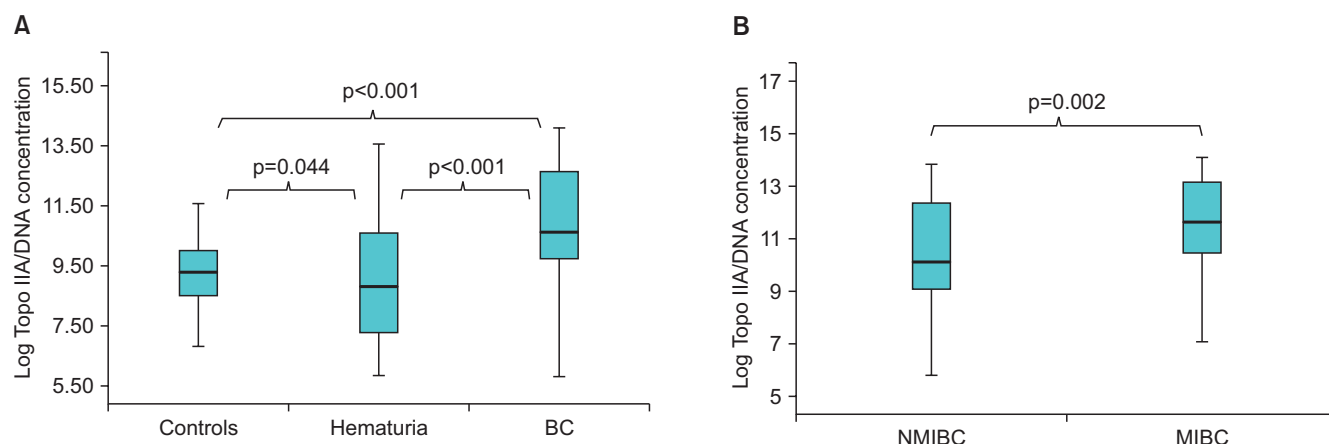 A
Log Topo IIA/DNA concentration
15.50
13.50
11.50
9.50
7.50
5.50
p<0.001
p=0.044
p<0.001
Controls
Hematuria
BC
B
Log Topo IIA/DNA concentration
17
15
13
11
9
7
5
p=0.002
NMIBC
MIBC